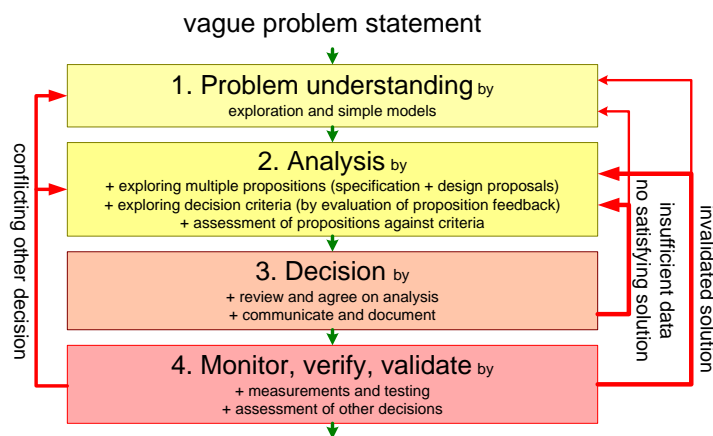 vague problem statement
1. Problem understanding by
exploration and simple models
2. Analysis by
+ exploring multiple propositions (specification + design proposals)
+ exploring decision criteria (by evaluation of proposition feedback)
+ assessment of propositions against criteria
3. Decision by
+ review and agree on analysis
+ communicate and document
4. Monitor, verify, validate by
+ measurements and testing
+ assessment of other decisions
conflicting other decision
insufficient data
no satisfying solution
invalidated solution